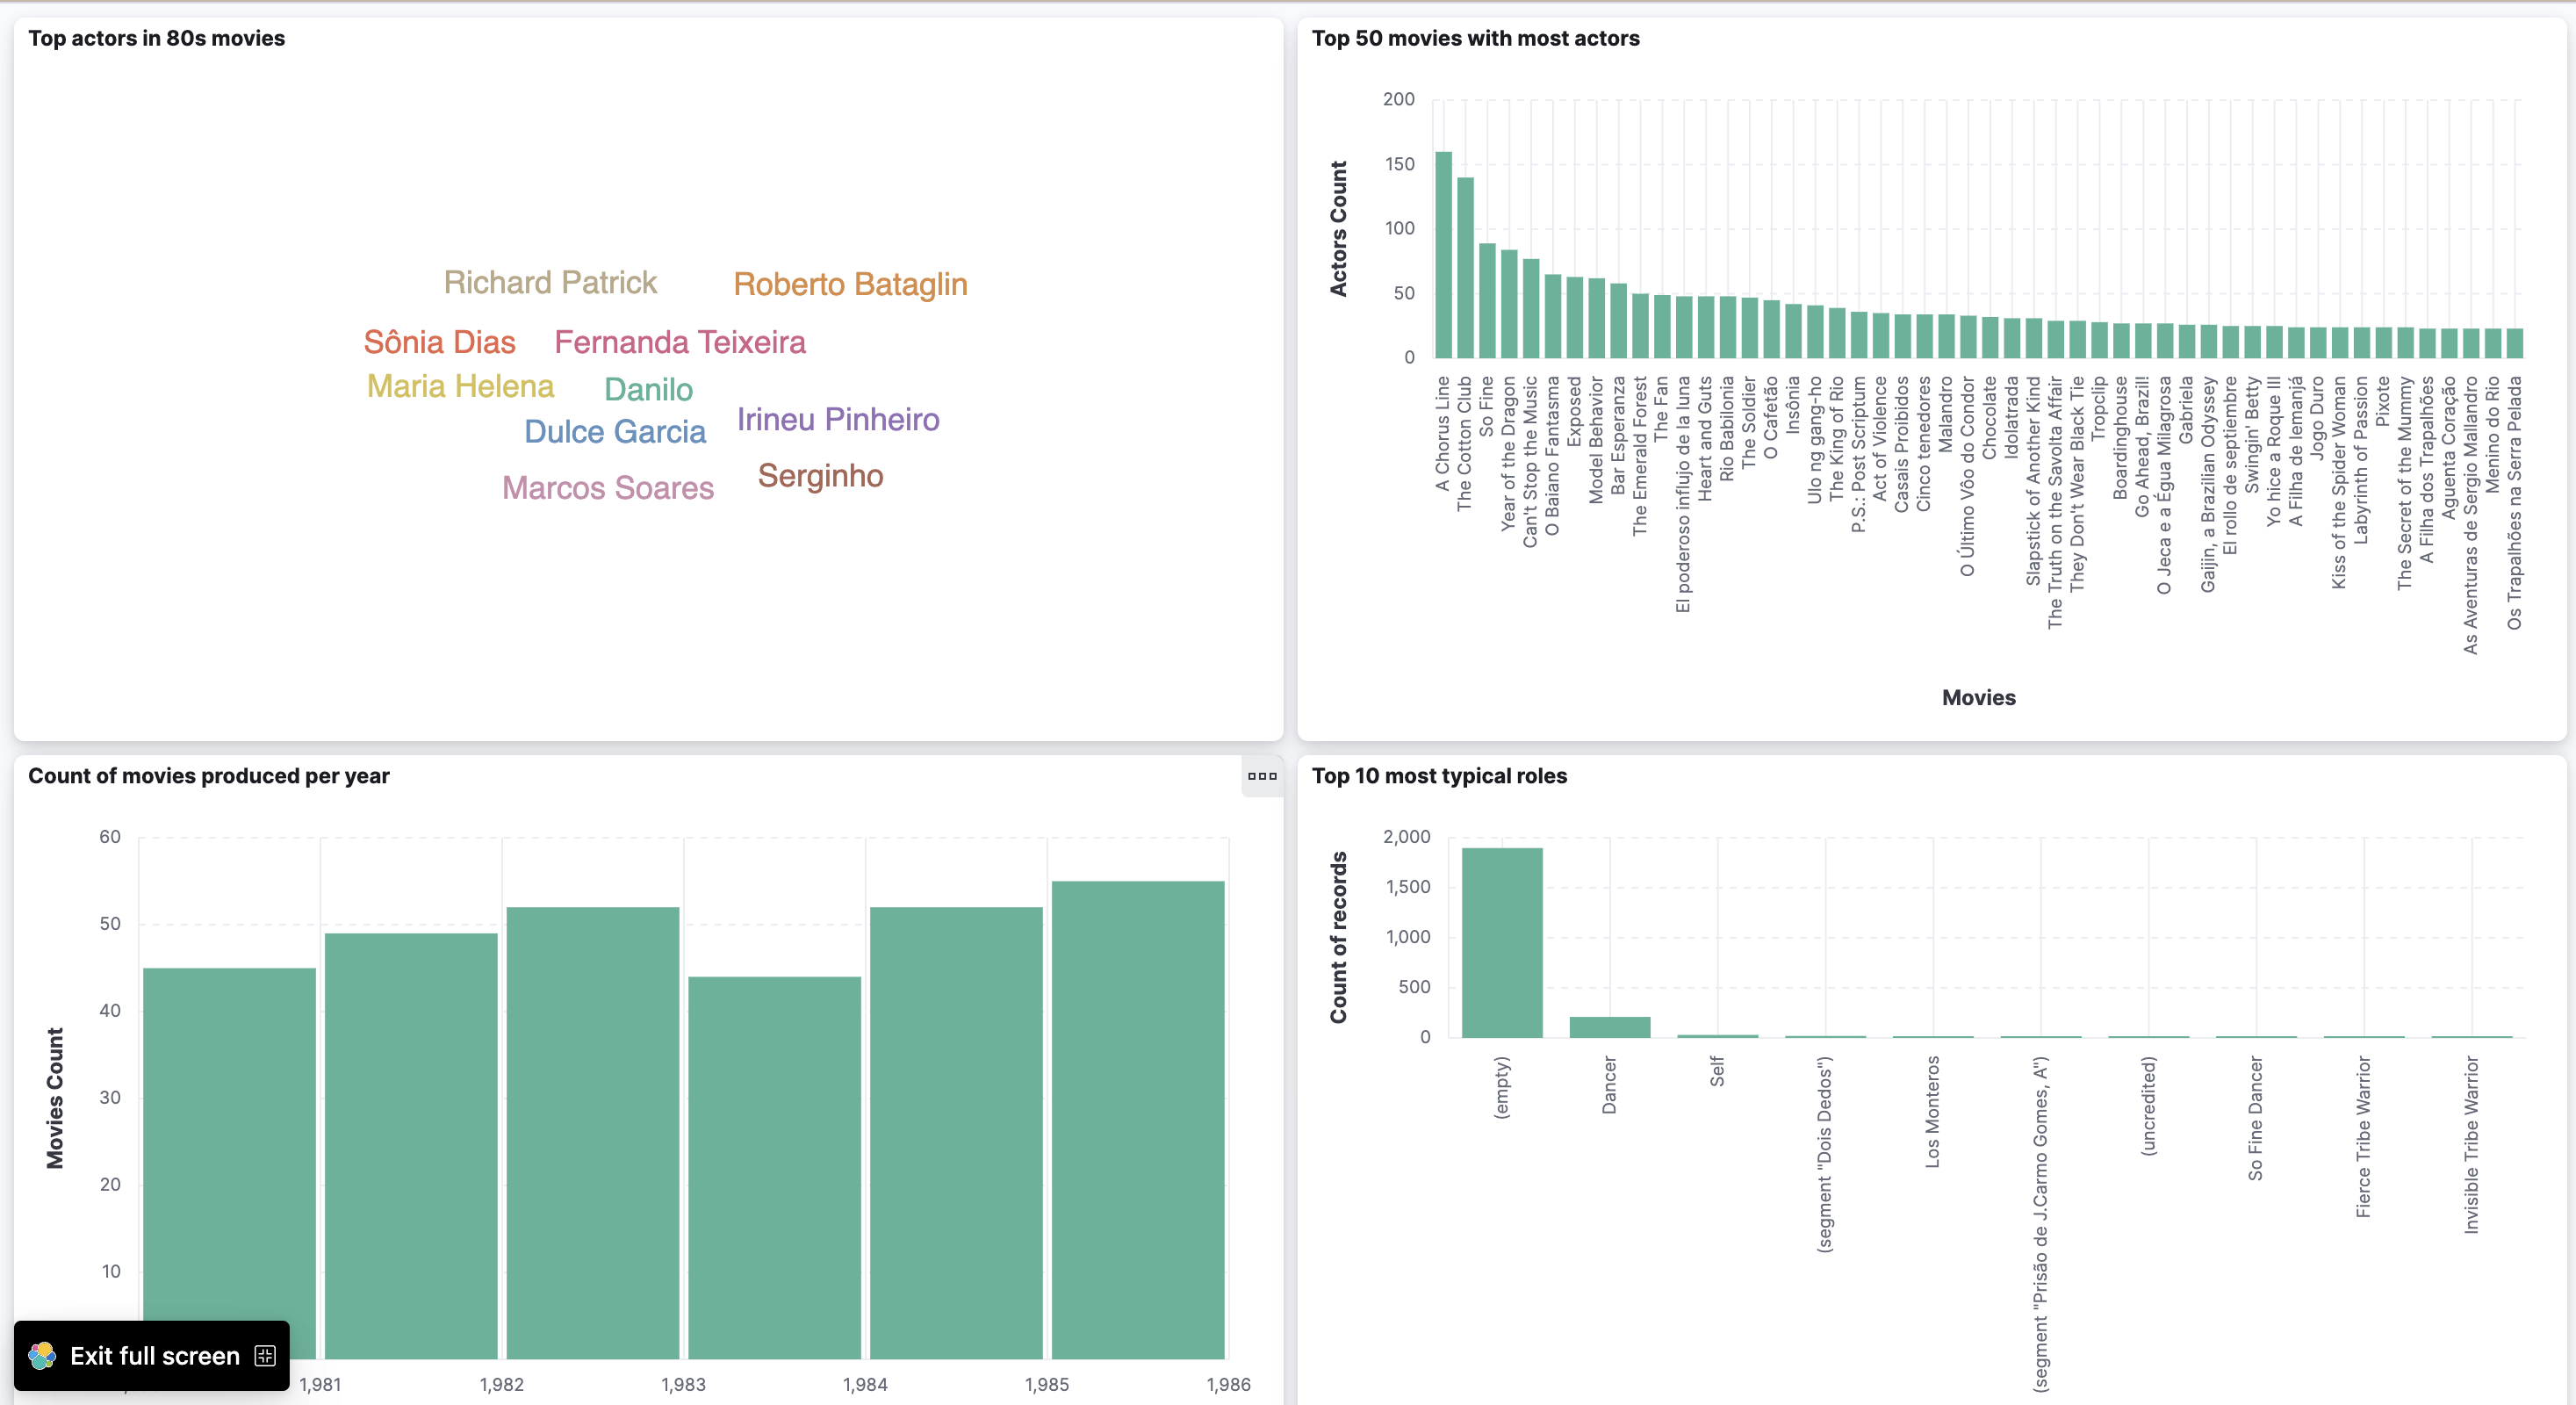 Top actors in 80s movies
Richard Patrick
Roberto Bataglin
Sônia Dias
Fernanda Teixeira
Maria Helena
Danilo
Irineu Pinheiro
Dulce Garcia
Serginho
Marcos Soares
Top 50 movies with most actors
Actors Count
200
150
100
50
0
A Chorus Line
The Cotton Club
So Fine
Year of the Dragon
Can't Stop the Music
O Baiano Fantasma
Exposed
Model Behavior
Bar Esperanza
The Emerald Forest
The Fan
El poderoso influjo de la luna
Heart and Guts
Rio Babilonia
The Soldier
O Cafetão
Insônia
Ulo ng gang-ho
The King of Rio
P.S.: Post Scriptum
Act of Violence
Casais Proibidos
Cinco tenedores
Malandro
O Último Vôo do Condor
Chocolate
Idolatrada
Slapstick of Another Kind
The Truth on the Savolta Affair
They Don't Wear Black Tie
Tropclip
Boardinghouse
Go Ahead, Brazil!
O Jeca e a Égua Milagrosa
Gabriela
Gaijin, a Brazilian Odyssey
El rollo de septiembre
Swingin' Betty
Yo hice a Roque III
A Filha de Iemanjá
Jogo Duro
Kiss of the Spider Woman
Labyrinth of Passion
Pixote
The Secret of the Mummy
A Filha dos Trapalhões
Aguenta Coração
As Aventuras de Sergio Mallandro
Menino do Rio
Os Trapalhões na Serra Pelada
Movies
Count of movies produced per year
Movies Count
60
50
40
30
20
10
1,981
1,982
1,983
1,984
1,985
1,986
Exit full screen
Top 10 most typical roles
Count of records
2,000
1,500
1,000
500
0
(empty)
Dancer
Self
(segment "Dois Dedos")
Los Monteros
(segment "Prisão de J.Carmo Gomes, A")
(uncredited)
So Fine Dancer
Fierce Tribe Warrior
Invisible Tribe Warrior